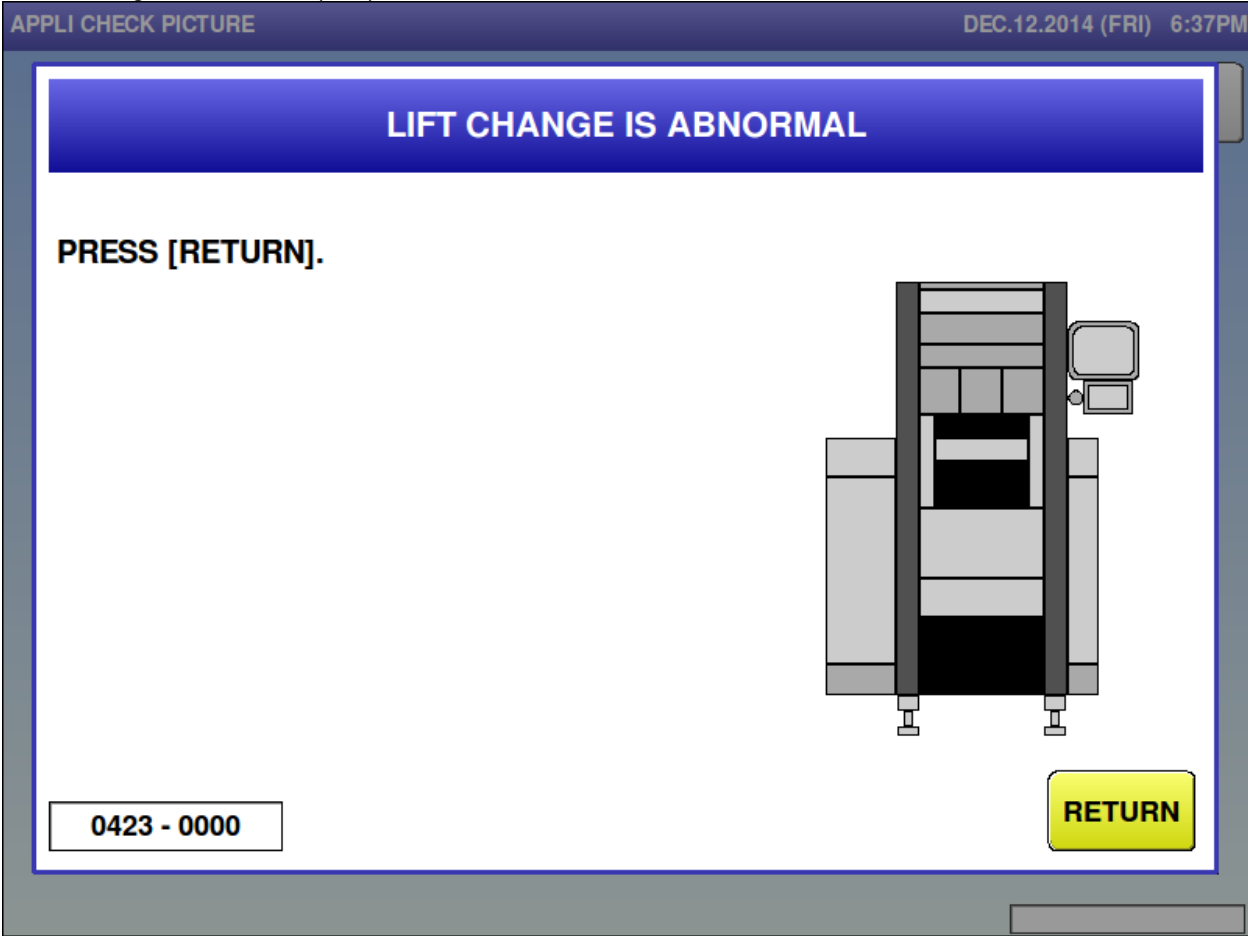 APPLI CHECK PICTURE
DEC.12.2014 (FRI) 6:37PM
LIFT CHANGE IS ABNORMAL
PRESS [RETURN].
0423 - 0000
RETURN